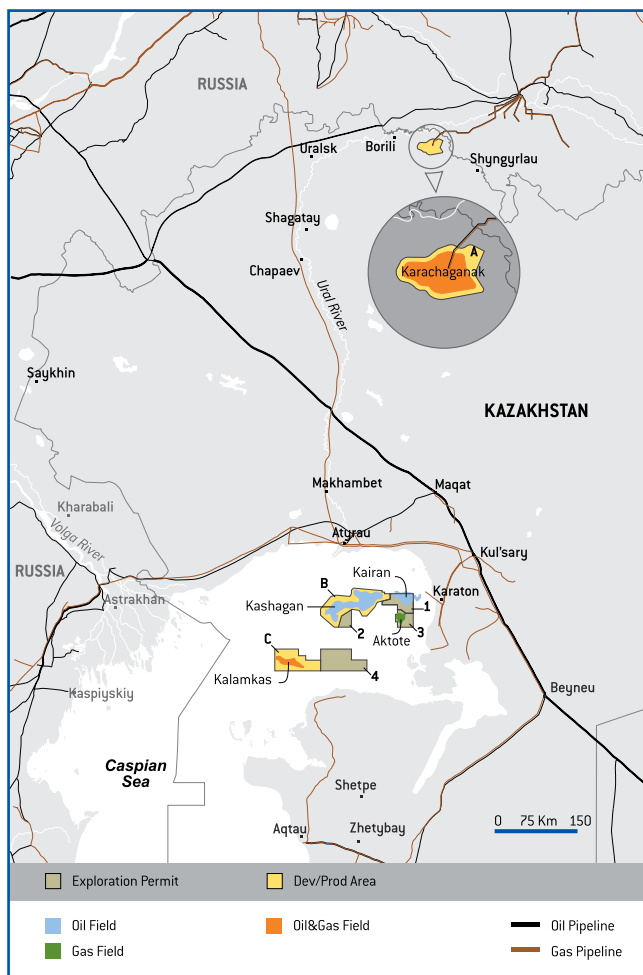 RUSSIA
Uralsk
Borili
Shyngyrlau
Shagatay
A
Karachaganak
Chapaev
Ural River
Saykhin
KAZAKHSTAN
Makhambet
Maqat
Kharabali
Volga River
Atyrau
Kul'sary
RUSSIA
Kairan
B
Karaton
Astrakhan
Kashagan
1
2
3
Aktote
C
Kalamkas
4
Kaspiyskiy
Beyneu
Caspian
Sea
Shetpe
0 75 Km 150
Aqtau
Zhetybay
Exploration Permit
Dev/Prod Area
Oil Field
Oil&Gas Field
Oil Pipeline
Gas Field
Gas Pipeline